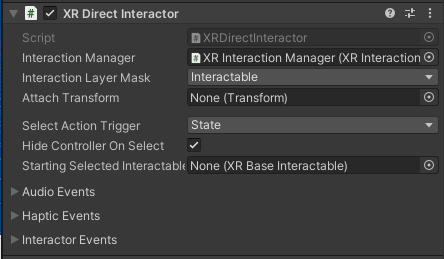 XR Direct Interactor
Script XRDirectInteractor
Interaction Manager XR Interaction Manager (XR Interaction
Interaction Layer Mask Interactable
Attach Transform None (Transform)
Select Action Trigger State
Hide Controller On Select
Starting Selected Interactable None (XR Base Interactable)
Audio Events
Haptic Events
Interactor Events